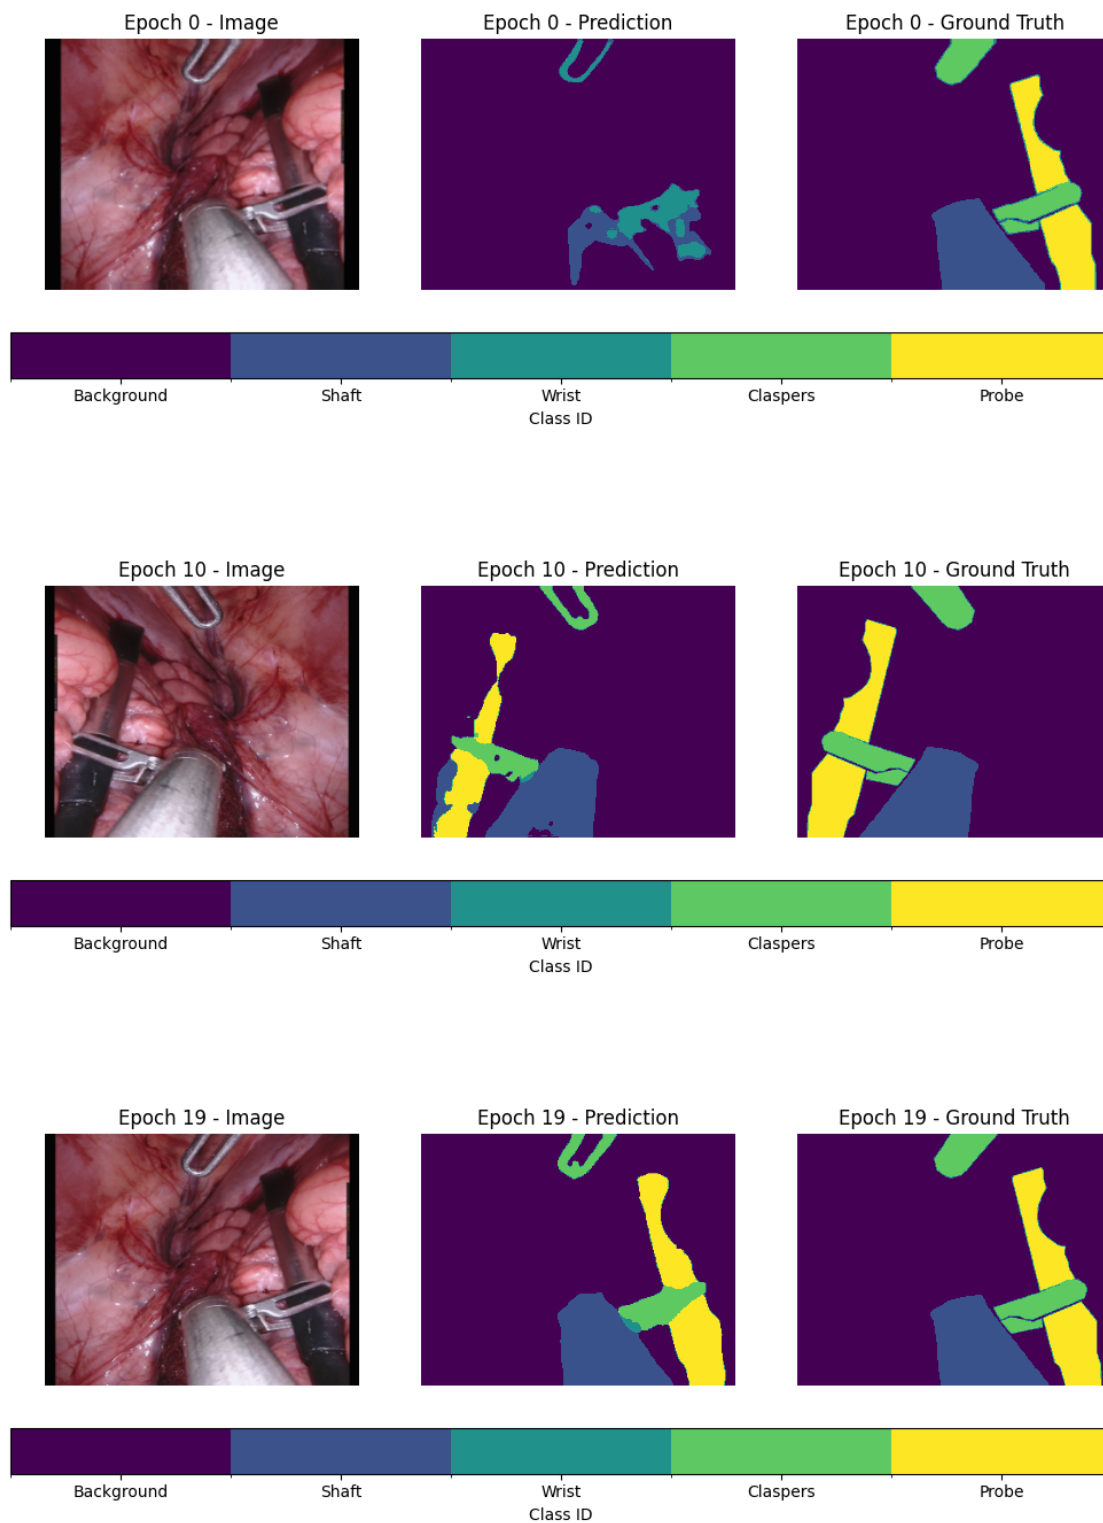 Epoch 0 - Image Epoch 0 - Prediction Epoch 0 - Ground Truth
Background Shaft Wrist Claspers Probe
Class ID
Epoch 10 - Image Epoch 10 - Prediction Epoch 10 - Ground Truth
Background Shaft Wrist Claspers Probe
Class ID
Epoch 19 - Image Epoch 19 - Prediction Epoch 19 - Ground Truth
Background Shaft Wrist Claspers Probe
Class ID